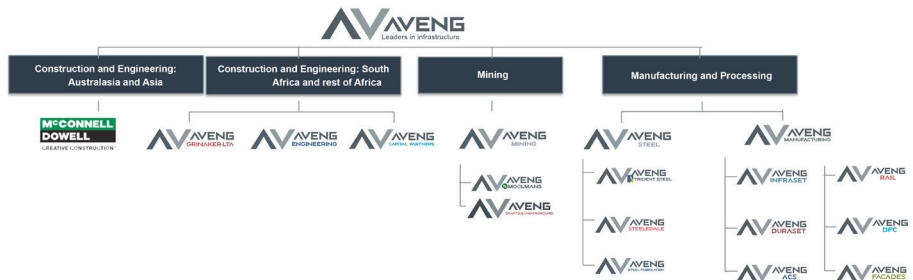 AVENG
Leaders in infrastructure
Construction and Engineering:
Australasia and Asia
Construction and Engineering: South
Africa and rest of Africa
Mining
Manufacturing and Processing
McCONNELL
DOWELL
CREATIVE CONSTRUCTION™
AVENG
GRINAKER-LTA
AVENG
ENGINEERING
AVENG
CAPITAL PARTNERS
AVENG
MINING
AVENG
MOOLMANS
AVENG
SHAFTS & UNDERGROUND
AVENG
STEEL
AVENG
TRIDENT STEEL
AVENG
STEELEDALE
AVENG
STEEL FABRICATION
AVENG
MANUFACTURING
AVENG
INFRASET
AVENG
DURASET
AVENG
ACS
AVENG
RAIL
AVENG
DFC
AVENG
FACADES